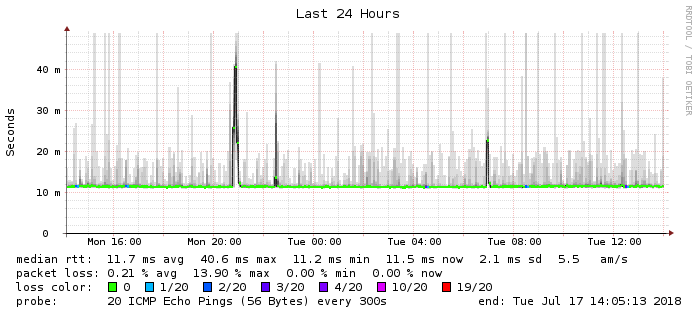 Last 24 Hours
RRDTOOL / TOBI OETIKER
Seconds
40 m
30 m
20 m
10 m
0
Mon 16:00 Mon 20:00 Tue 00:00 Tue 04:00 Tue 08:00 Tue 12:00
median rtt: 11.7 ms avg 40.6 ms max 11.2 ms min 11.5 ms now 2.1 ms sd 5.5 am/s
packet loss: 0.21 % avg 13.90 % max 0.00 % min 0.00 % now
loss color: 0 1/20 2/20 3/20 4/20 10/20 19/20
probe: 20 ICMP Echo Pings (56 Bytes) every 300s end: Tue Jul 17 14:05:13 2018